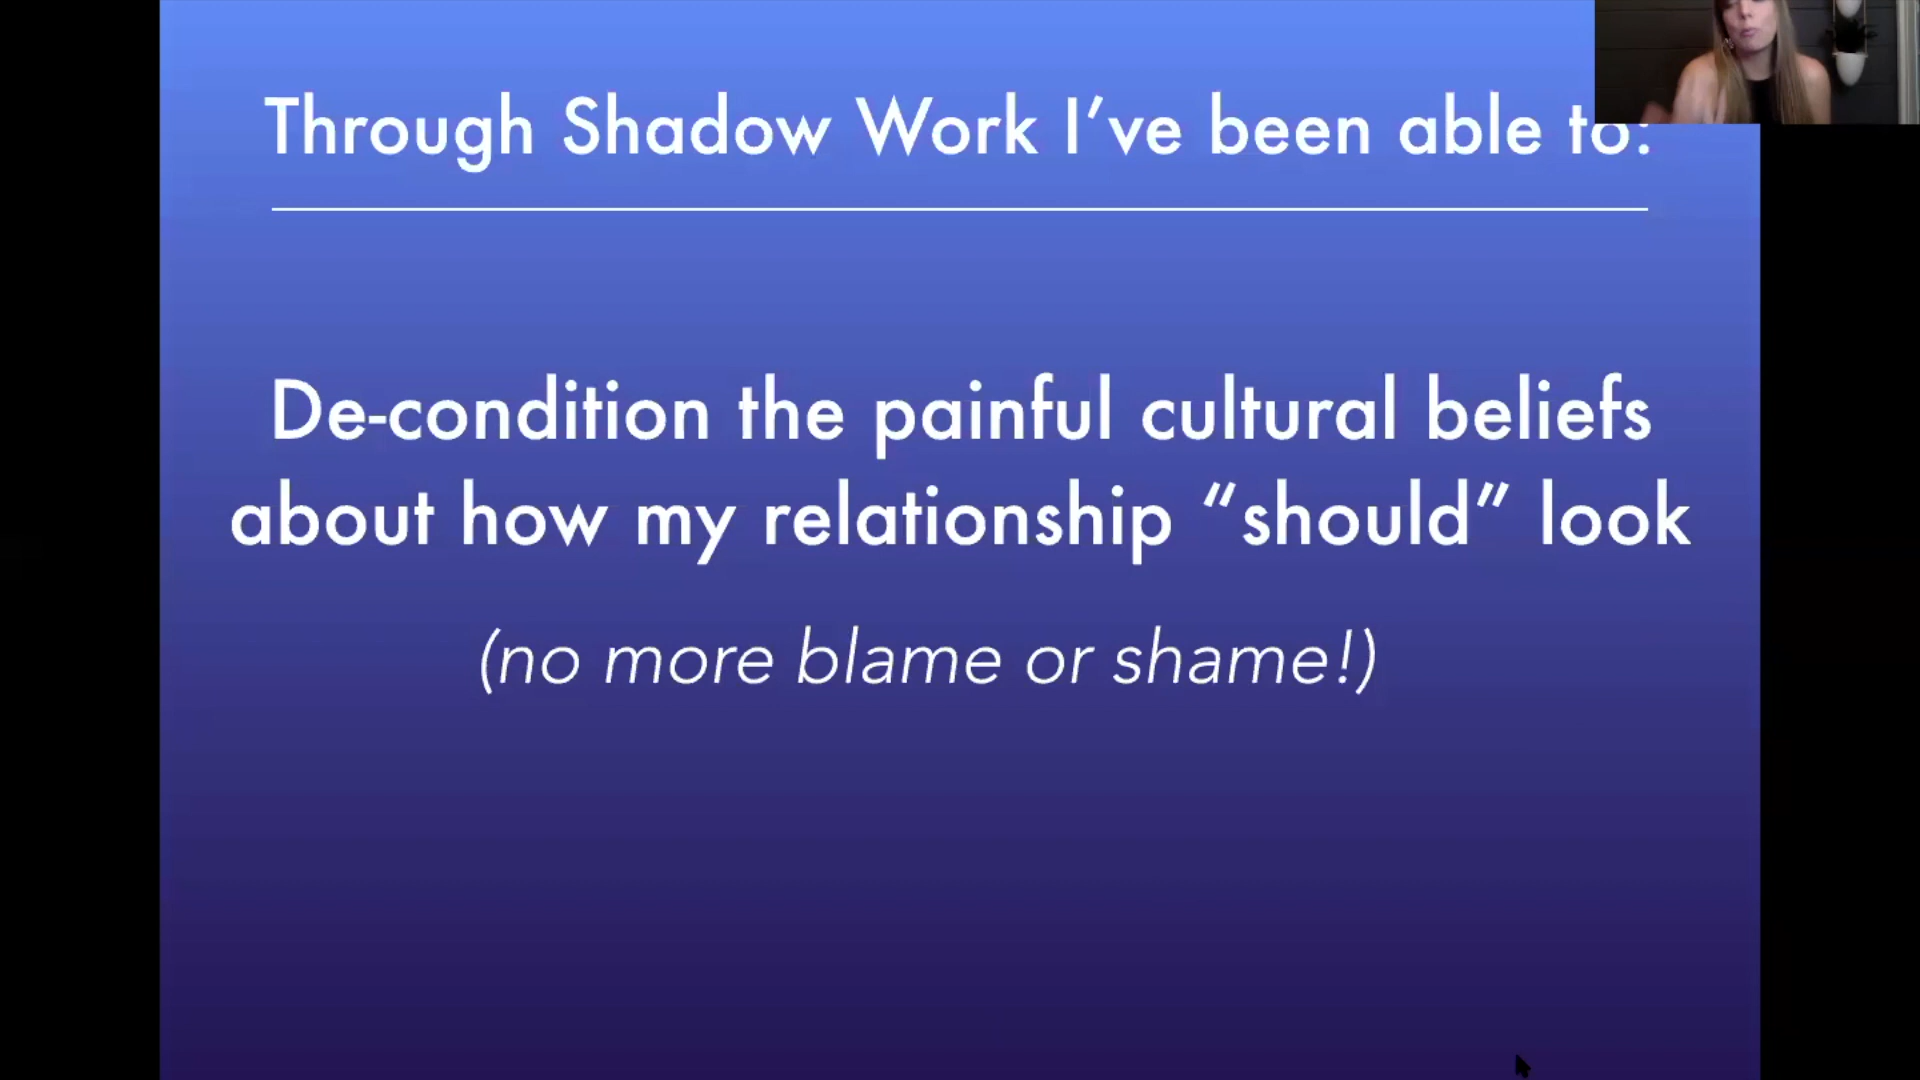 Through Shadow Work I’ve been able to:
De-condition the painful cultural beliefs
about how my relationship “should” look
(no more blame or shame!)